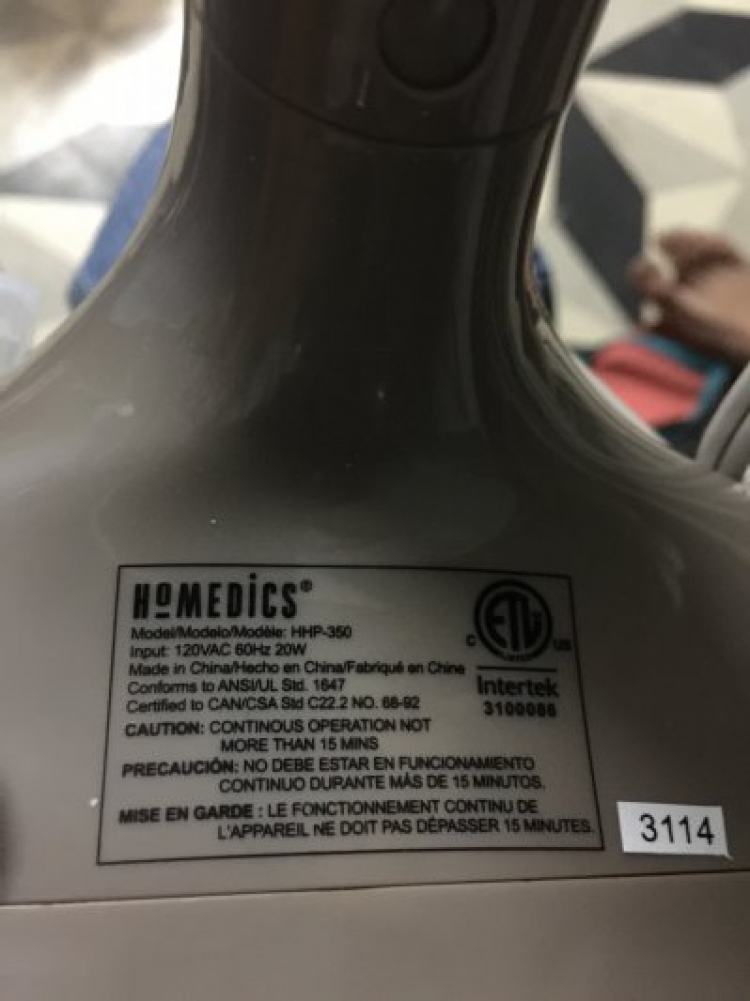 HOMEDICS®
Model/Modelo/Modèle: HHP-350
Input: 120VAC 60Hz 20W
Made in China/Hecho en China/Fabriqué en Chine
Conforms to ANSI/UL Std. 1647
Certified to CAN/CSA Std C22.2 NO. 68-92
ETL
C US
Intertek
3100086
CAUTION: CONTINOUS OPERATION NOT
MORE THAN 15 MINS
PRECAUCIÓN: NO DEBE ESTAR EN FUNCIONAMIENTO
CONTINUO DURANTE MÁS DE 15 MINUTOS.
MISE EN GARDE : LE FONCTIONNEMENT CONTINU DE
L'APPAREIL NE DOIT PAS DÉPASSER 15 MINUTES.
3114